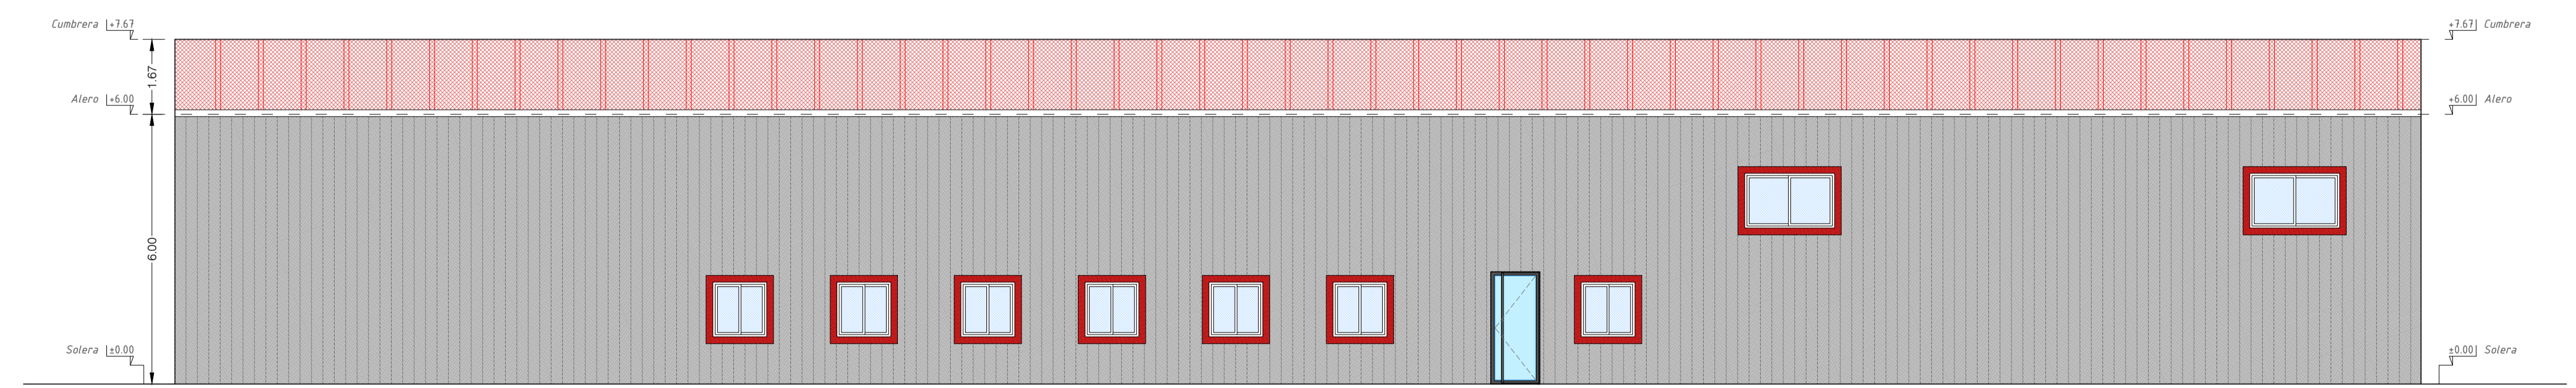 Cumbrera +7.67
+7.67 Cumbrera
1.67
Alero +6.00
+6.00 Alero
6.00
Solera ±0.00
±0.00 Solera